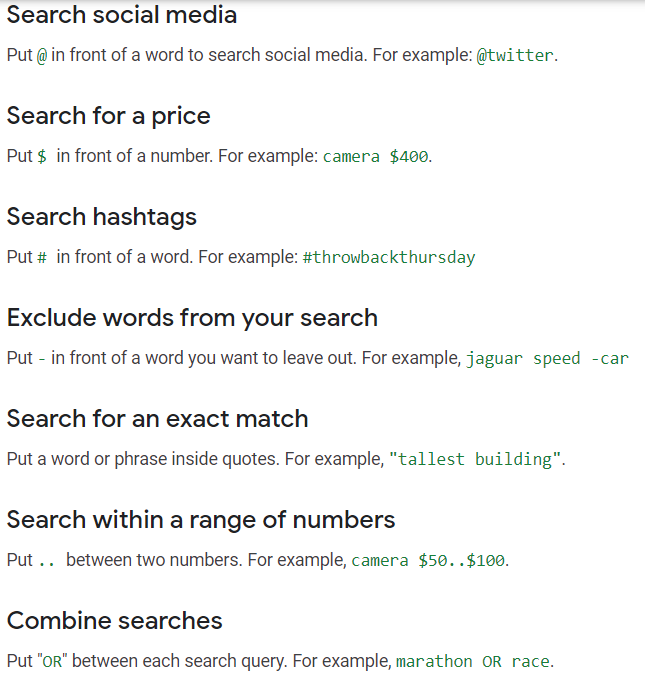 Search social media
Put @ in front of a word to search social media. For example: @twitter.
Search for a price
Put $ in front of a number. For example: camera $400.
Search hashtags
Put # in front of a word. For example: #throwbackthursday
Exclude words from your search
Put - in front of a word you want to leave out. For example, jaguar speed -car
Search for an exact match
Put a word or phrase inside quotes. For example, "tallest building".
Search within a range of numbers
Put .. between two numbers. For example, camera $50..$100.
Combine searches
Put "OR" between each search query. For example, marathon OR race.